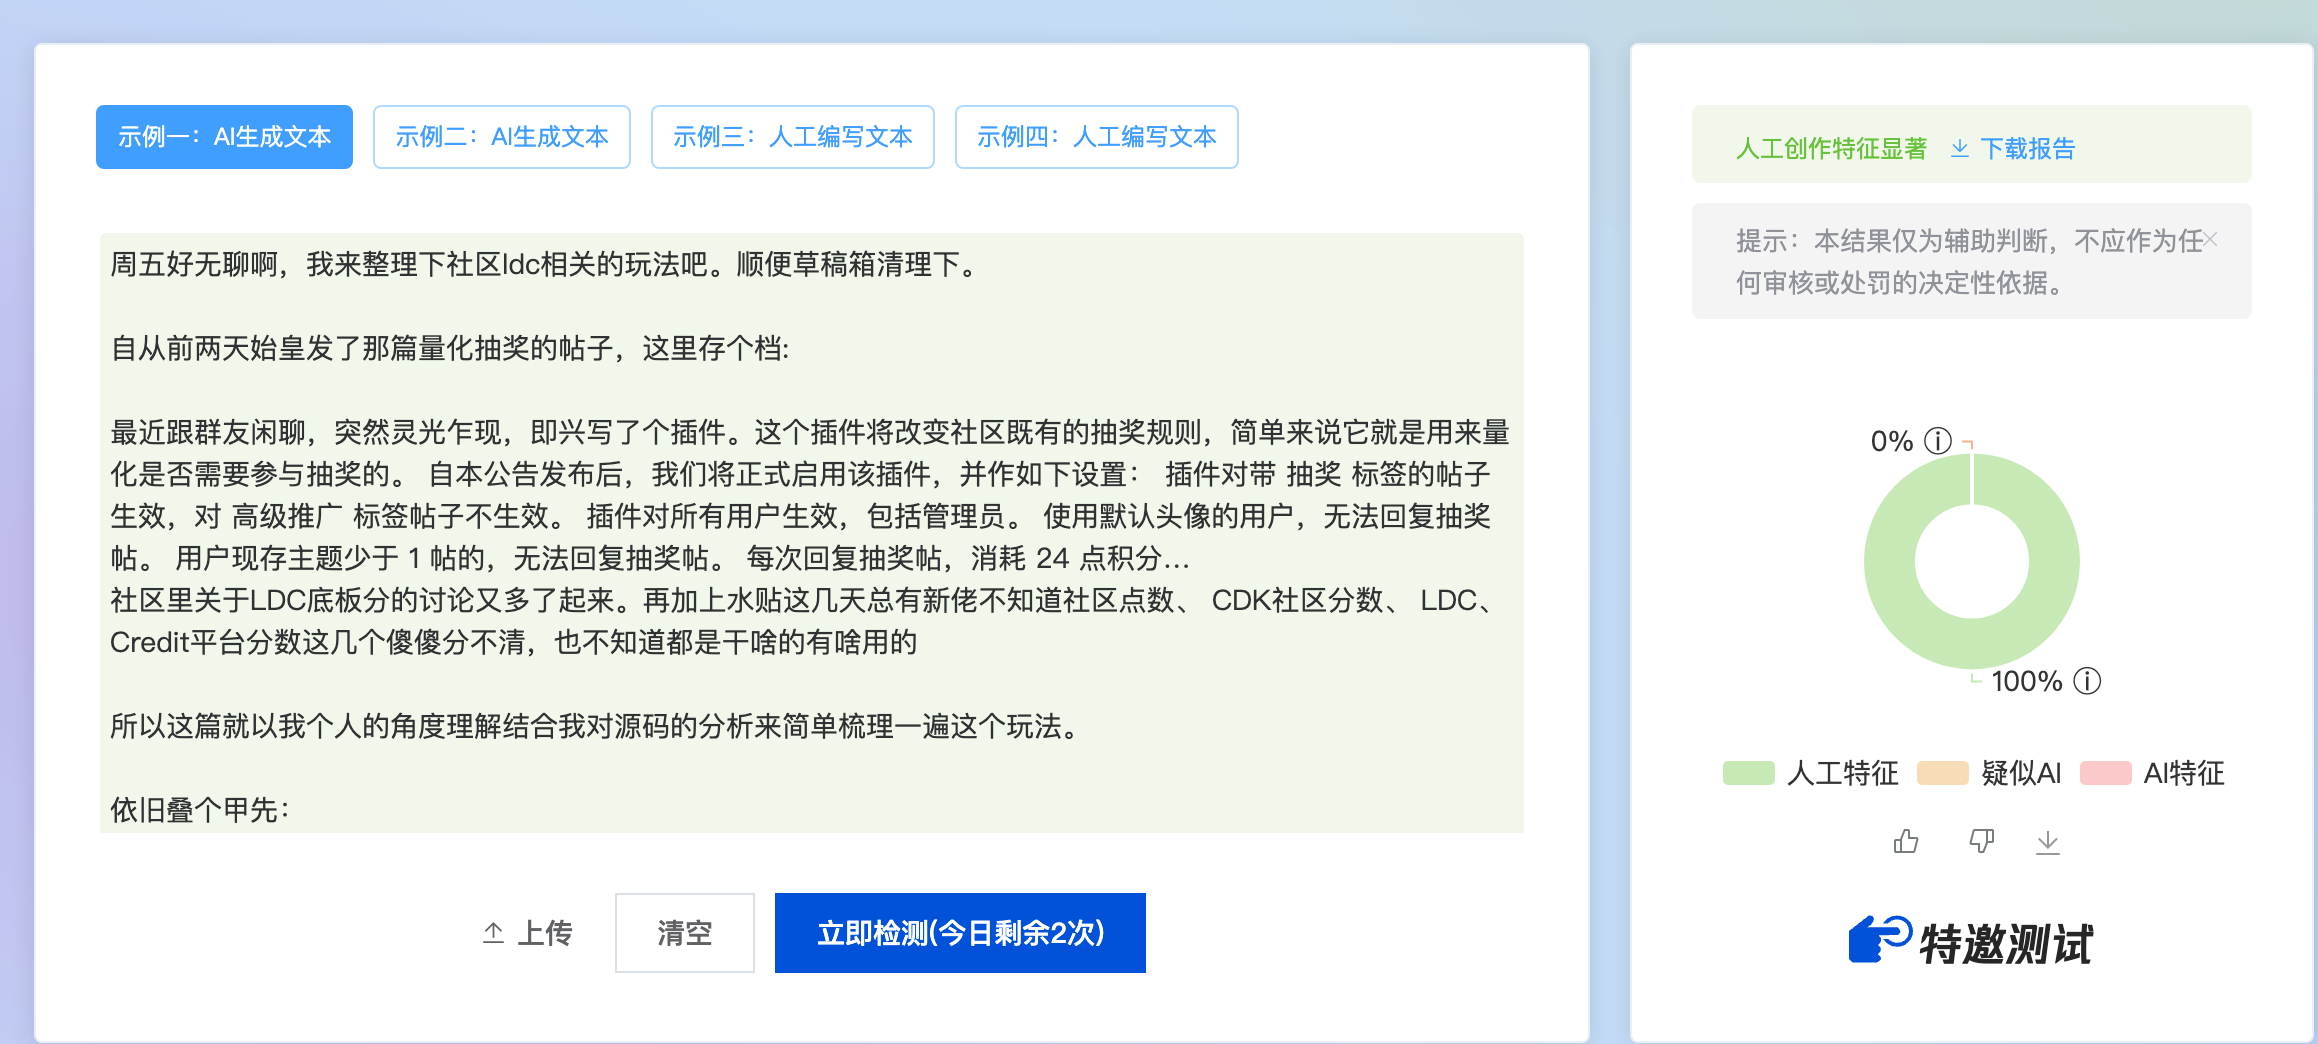 示例一：AI生成文本
示例二：AI生成文本
示例三：人工编写文本
示例四：人工编写文本
周五好无聊啊，我来整理下社区ldc相关的玩法吧。顺便草稿箱清理下。
自从前两天始皇发了那篇量化抽奖的帖子，这里存个档:
最近跟群友闲聊，突然灵光乍现，即兴写了个插件。这个插件将改变社区既有的抽奖规则，简单来说它就是用来量
化是否需要参与抽奖的。 自本公告发布后，我们将正式启用该插件，并作如下设置： 插件对带 抽奖 标签的帖子
生效，对 高级推广 标签帖子不生效。 插件对所有用户生效，包括管理员。 使用默认头像的用户，无法回复抽奖
帖。 用户现存主题少于 1 帖的，无法回复抽奖帖。 每次回复抽奖帖，消耗 24 点积分...
社区里关于LDC底板分的讨论又多了起来。再加上水贴这几天总有新佬不知道社区点数、 CDK社区分数、 LDC、
Credit平台分数这几个傻傻分不清，也不知道都是干啥的有啥用的
所以这篇就以我个人的角度理解结合我对源码的分析来简单梳理一遍这个玩法。
依旧叠个甲先：
上传
清空
立即检测(今日剩余2次)
人工创作特征显著 下载报告
提示：本结果仅为辅助判断，不应作为任
何审核或处罚的决定性依据。
0%
100%
人工特征
疑似AI
AI特征
特邀测试